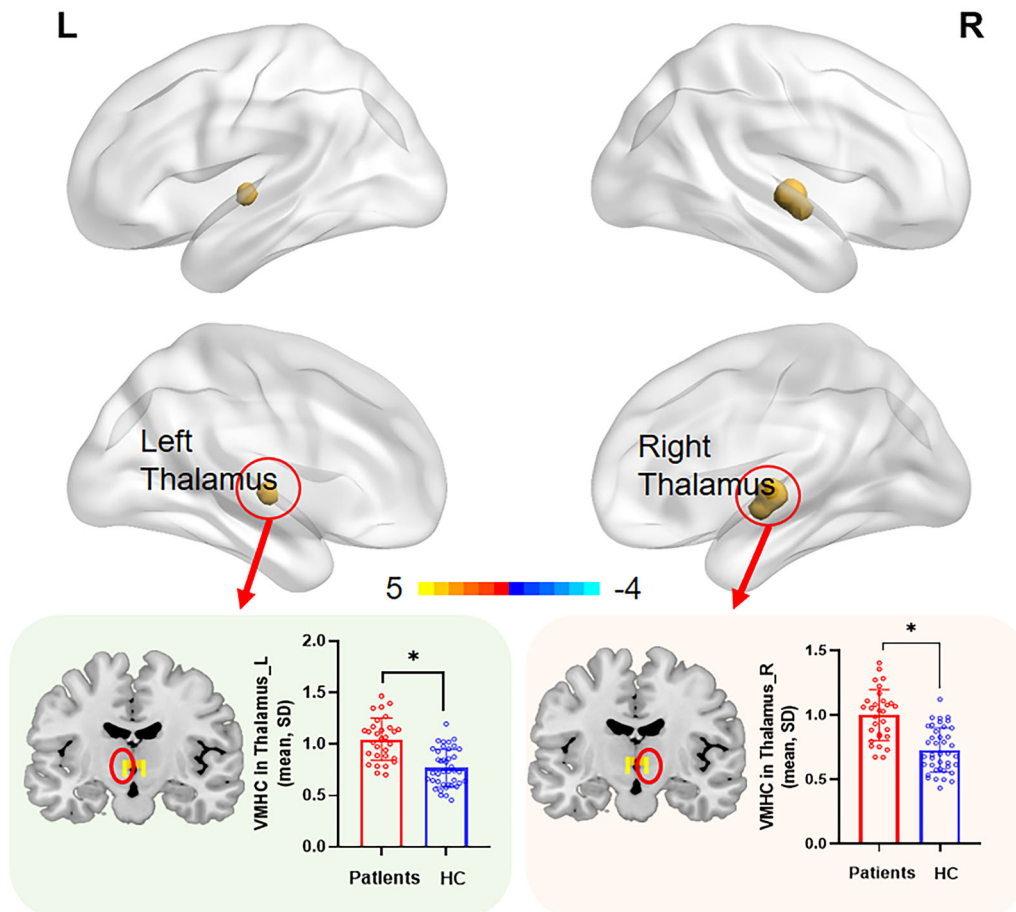 L
R
Left
Thalamus
Right
Thalamus
5
-4
VMHC in Thalamus_L
(mean, SD)
2.0
1.5
1.0
0.5
0.0
*
Patients
HC
VMHC in Thalamus_R
(mean, SD)
1.5
1.0
0.5
0.0
*
Patients
HC